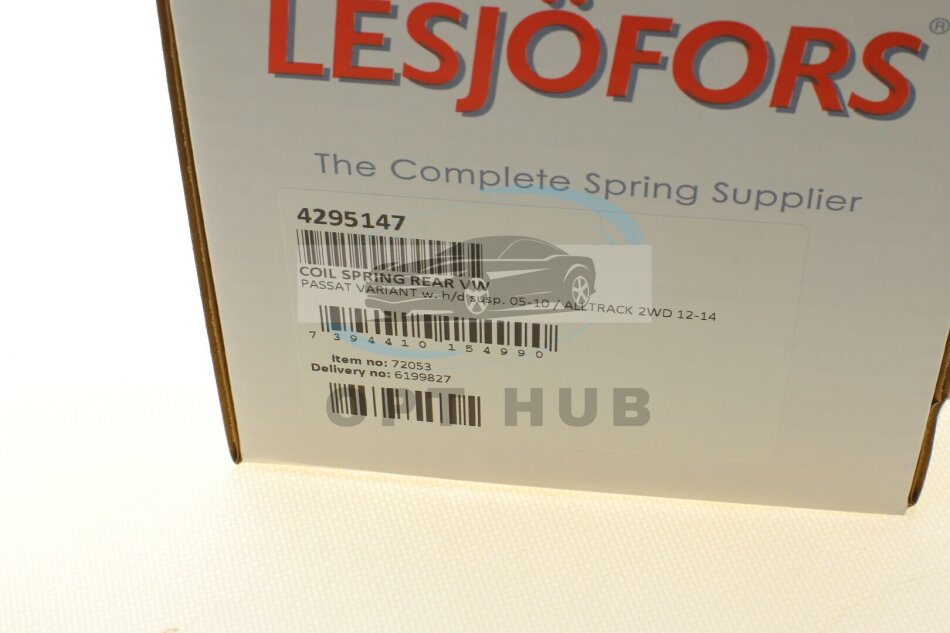 LESJÖFORS®
The Complete Spring Supplier
4295147
COIL SPRING REAR VW
PASSAT VARIANT w. h/d susp. 05-10 / ALLTRACK 2WD 12-14
7 394410 154990
Item no: 72053
Delivery no: 6199827
OPT HUB